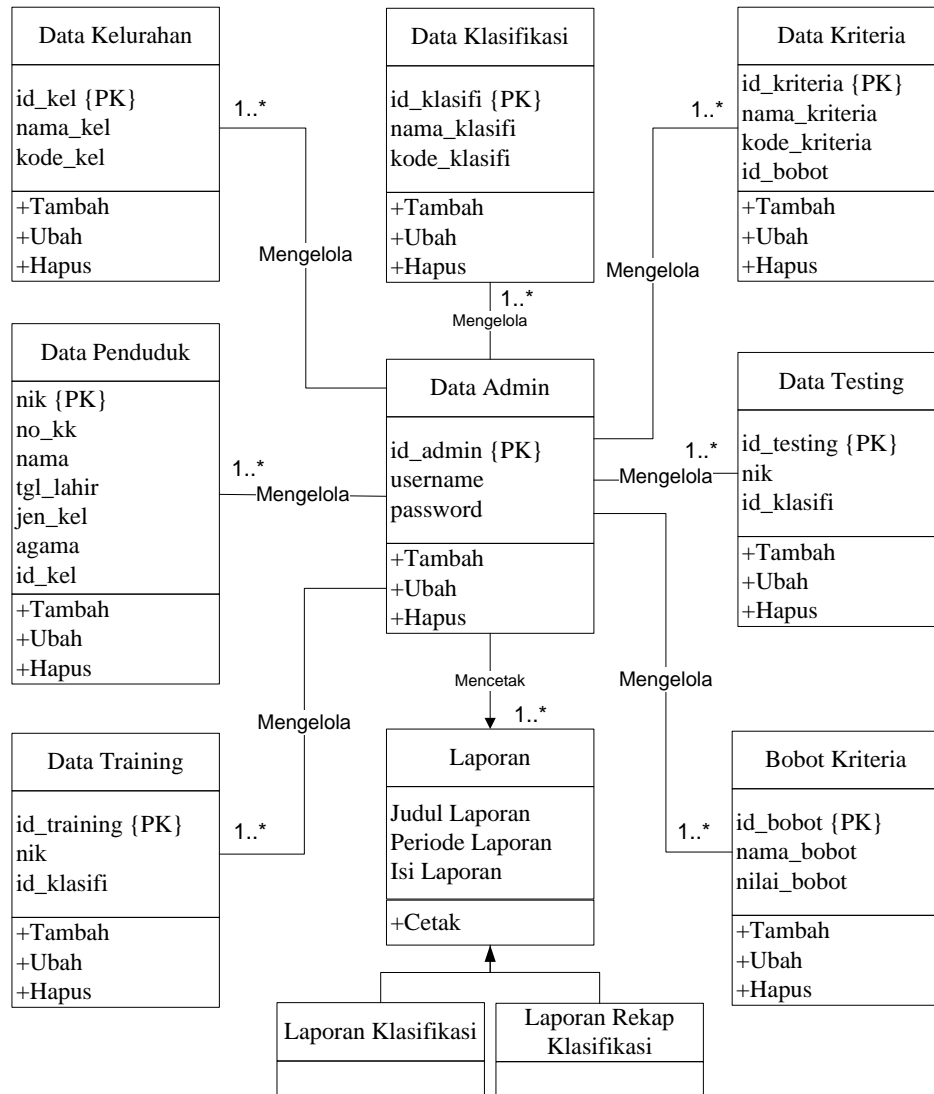 Data Kelurahan
id_kel {PK}
nama_kel
kode_kel
+Tambah
+Ubah
+Hapus
1..*
Mengelola
Data Klasifikasi
id_klasifi {PK}
nama_klasifi
kode_klasifi
+Tambah
+Ubah
+Hapus
1..*
Mengelola
Data Kriteria
id_kriteria {PK}
nama_kriteria
kode_kriteria
id_bobot
+Tambah
+Ubah
+Hapus
1..*
Mengelola
Data Penduduk
nik {PK}
no_kk
nama
tgl_lahir
jen_kel
agama
id_kel
+Tambah
+Ubah
+Hapus
1..*
Mengelola
Data Admin
id_admin {PK}
username
password
+Tambah
+Ubah
+Hapus
Data Testing
id_testing {PK}
nik
id_klasifi
+Tambah
+Ubah
+Hapus
1..*
Mengelola
Data Training
id_training {PK}
nik
id_klasifi
+Tambah
+Ubah
+Hapus
1..*
Mengelola
Mencetak
1..*
Laporan
Judul Laporan
Periode Laporan
Isi Laporan
+Cetak
Mengelola
1..*
Bobot Kriteria
id_bobot {PK}
nama_bobot
nilai_bobot
+Tambah
+Ubah
+Hapus
Laporan Klasifikasi
Laporan Rekap
Klasifikasi